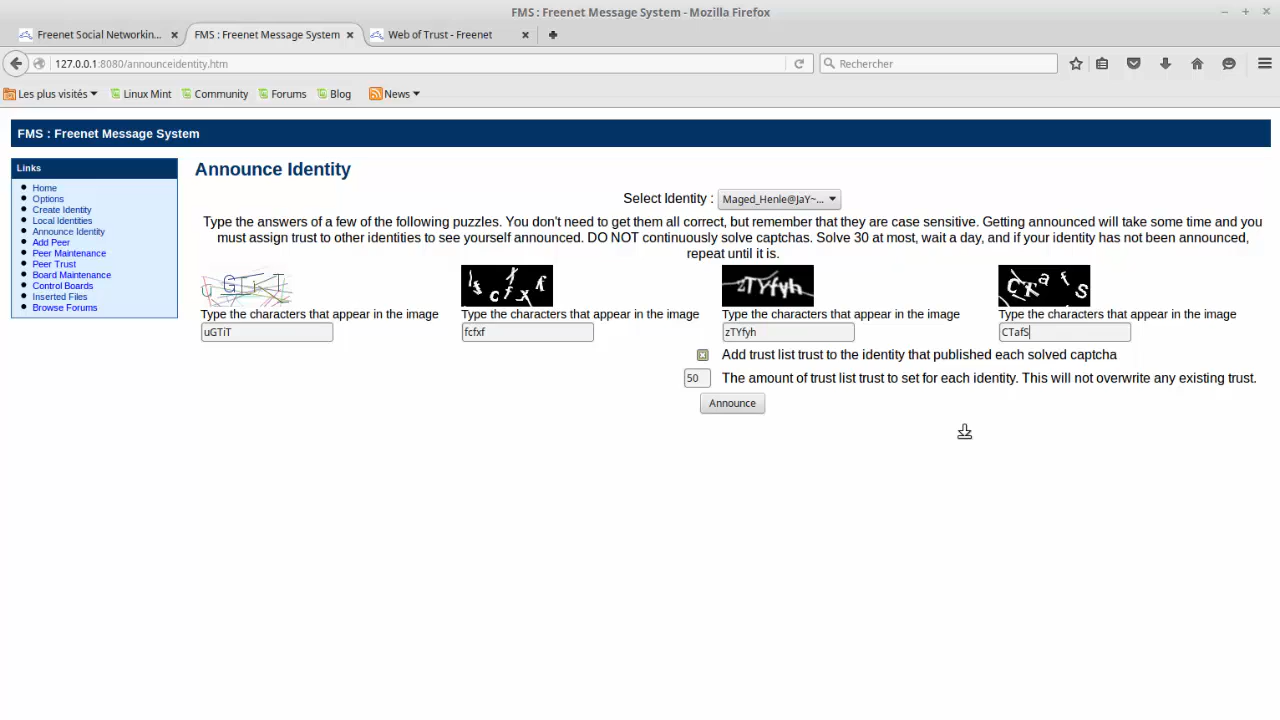 FMS : Freenet Message System - Mozilla Firefox
Freenet Social Networkin...
FMS : Freenet Message System
Web of Trust - Freenet
127.0.0.1:8080/announceidentity.htm
Rechercher
Les plus visités
Linux Mint
Community
Forums
Blog
News
FMS : Freenet Message System
Links
Home
Options
Create Identity
Local Identities
Announce Identity
Add Peer
Peer Maintenance
Peer Trust
Board Maintenance
Control Boards
Inserted Files
Browse Forums
Announce Identity
Select Identity : Maged_Henle@JaY~...
Type the answers of a few of the following puzzles. You don't need to get them all correct, but remember that they are case sensitive. Getting announced will take some time and you
must assign trust to other identities to see yourself announced. DO NOT continuously solve captchas. Solve 30 at most, wait a day, and if your identity has not been announced,
repeat until it is.
Type the characters that appear in the image
uGTiT
Type the characters that appear in the image
fcfxf
zTYfyh
Type the characters that appear in the image
zTYfyh
Type the characters that appear in the image
CTafS
Add trust list trust to the identity that published each solved captcha
50 The amount of trust list trust to set for each identity. This will not overwrite any existing trust.
Announce